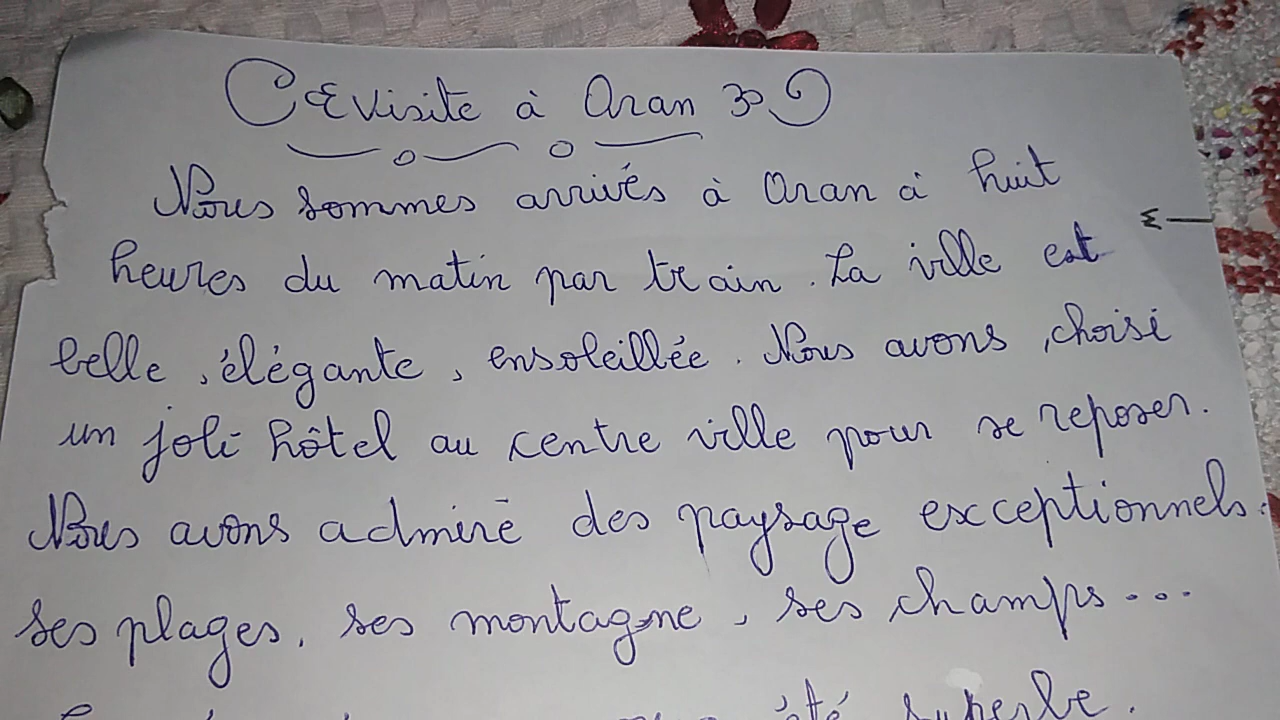 Visite à Oran
Nous sommes arrivés à Oran à huit
heures du matin par train. La ville est
belle, élégante, ensoleillée. Nous avons choisi
un joli hôtel au centre ville pour se reposer.
Nous avons admiré des paysage exceptionnels:
ses plages, ses montagne, ses champs...
été superbe.